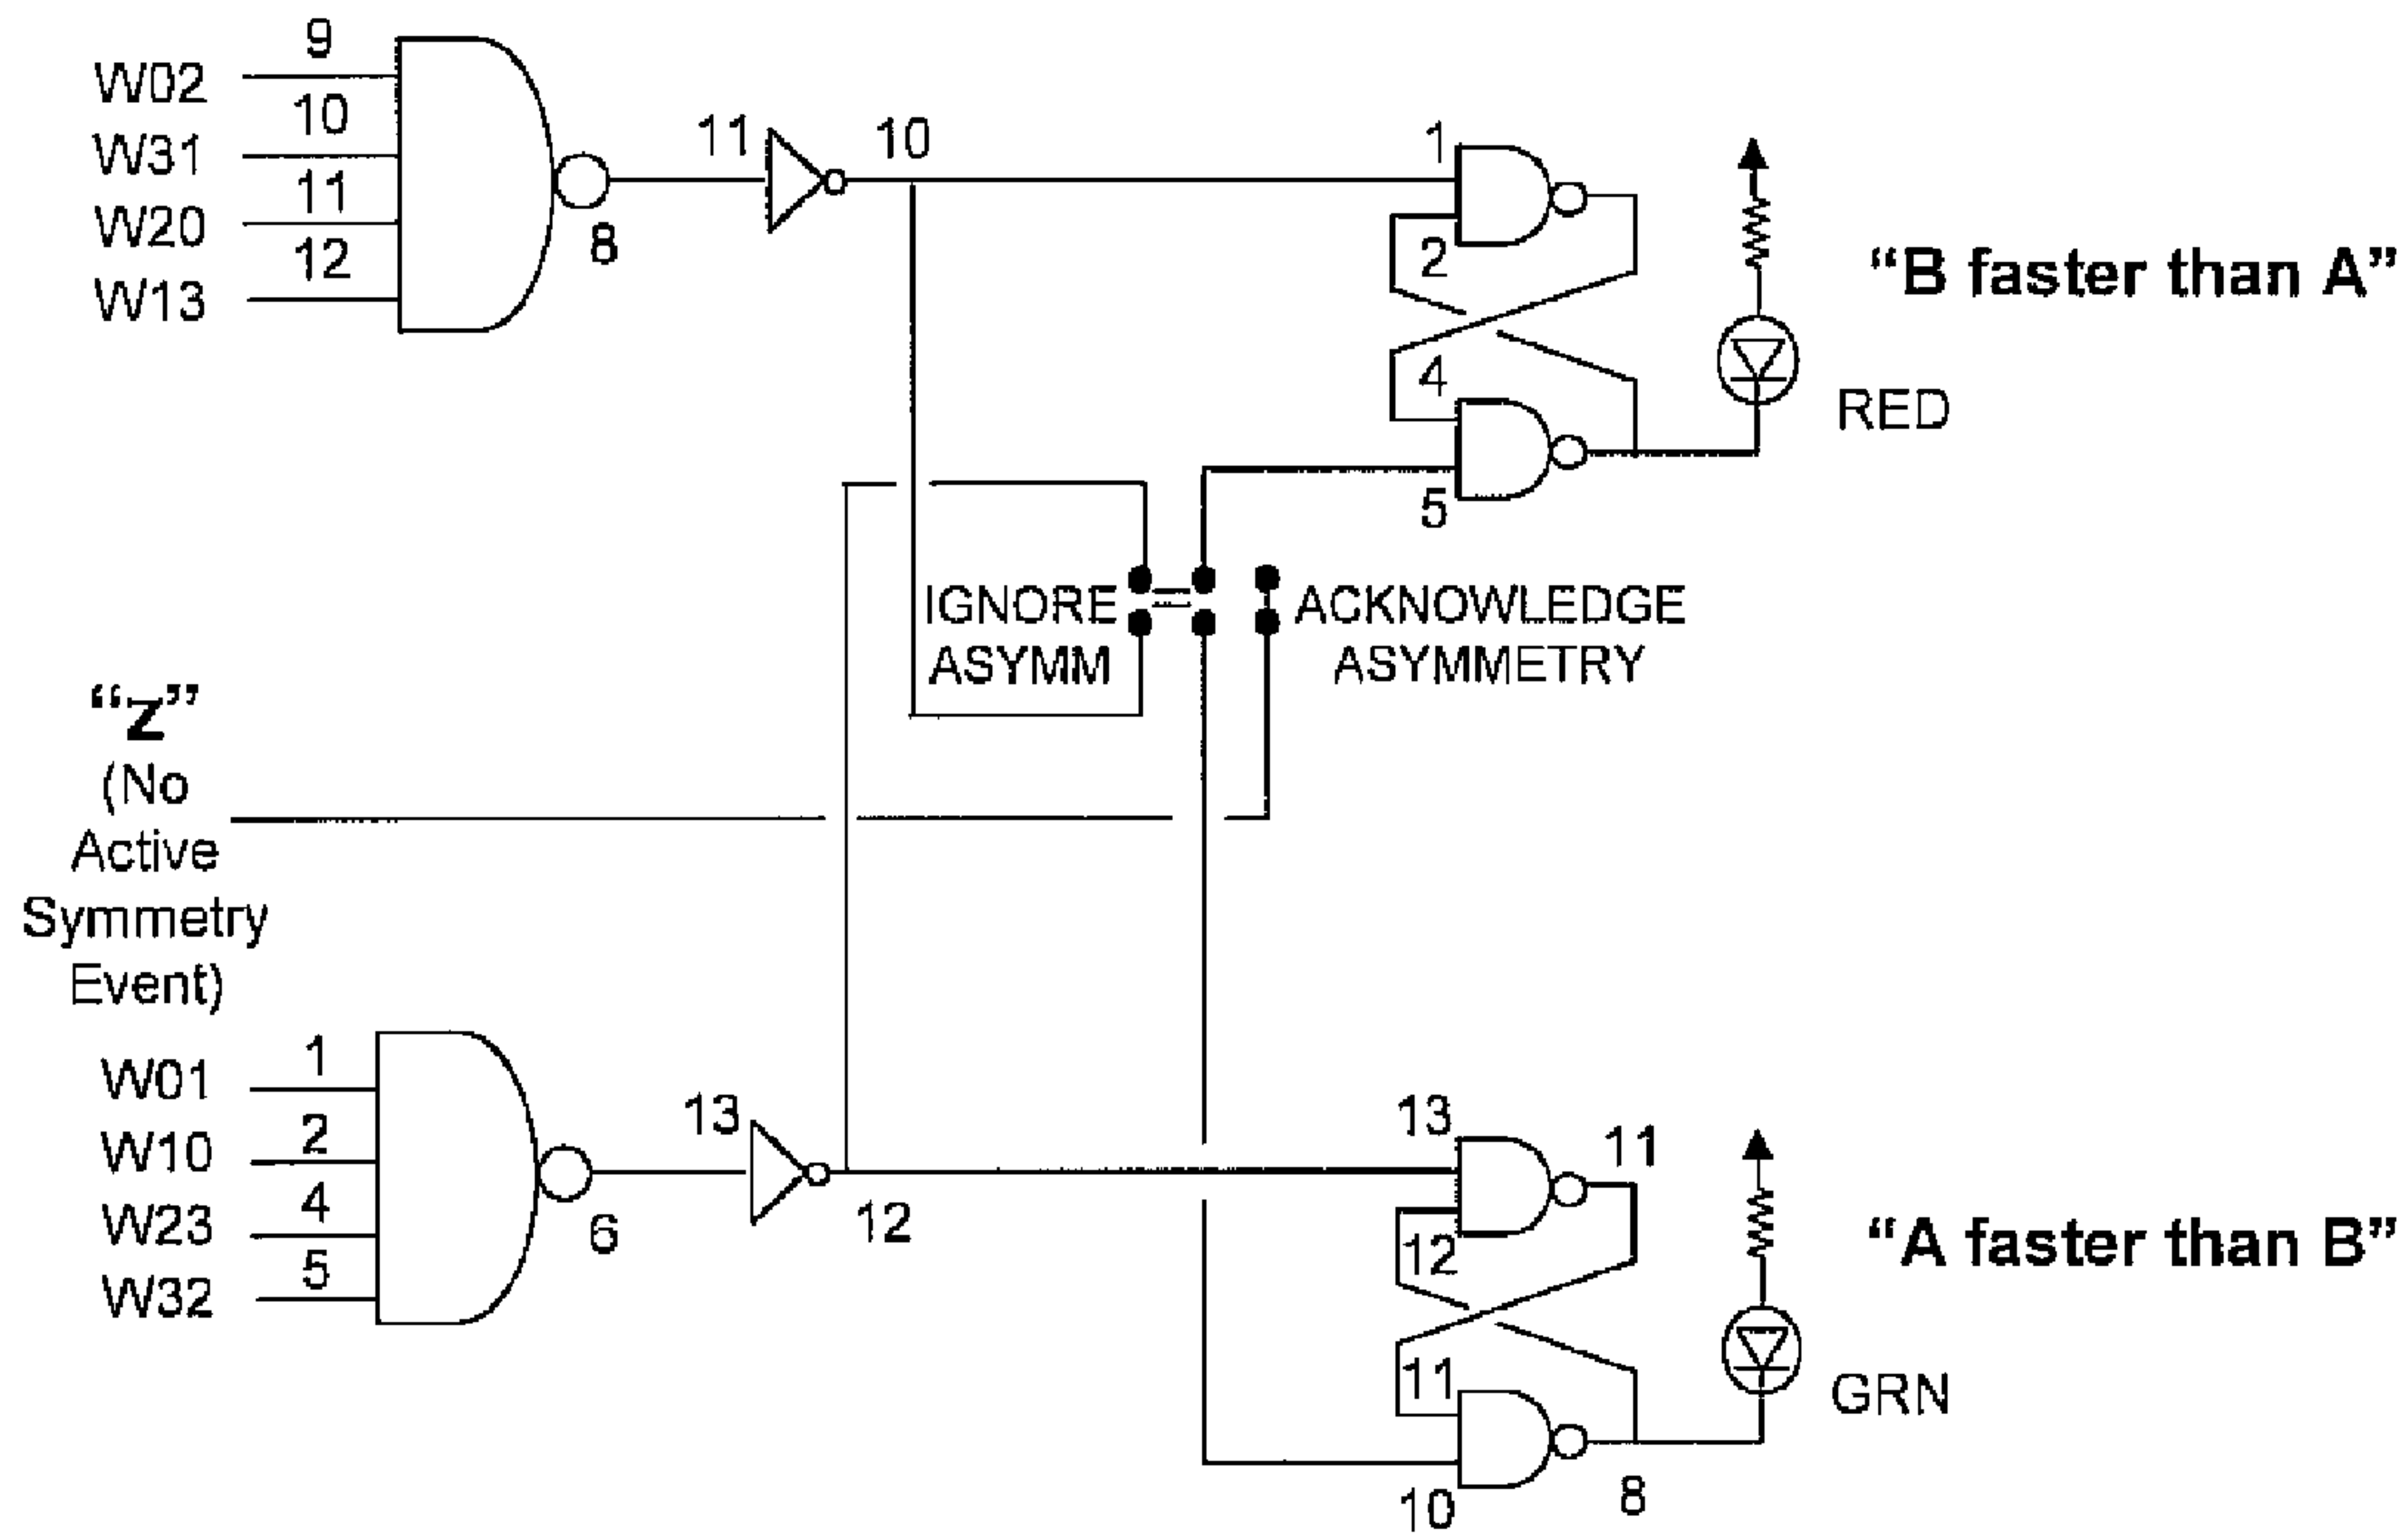 9
W02
10
W31
11
W20
12
W13
8
11
10
1
2
4
5
“B faster than A”
RED
IGNORE
ASYMM
ACKNOWLEDGE
ASYMMETRY
“z”
(No
Active
Symmetry
Event)
1
W01
2
W10
4
W23
5
W32
6
13
12
13
11
12
11
10
8
“A faster than B”
GRN